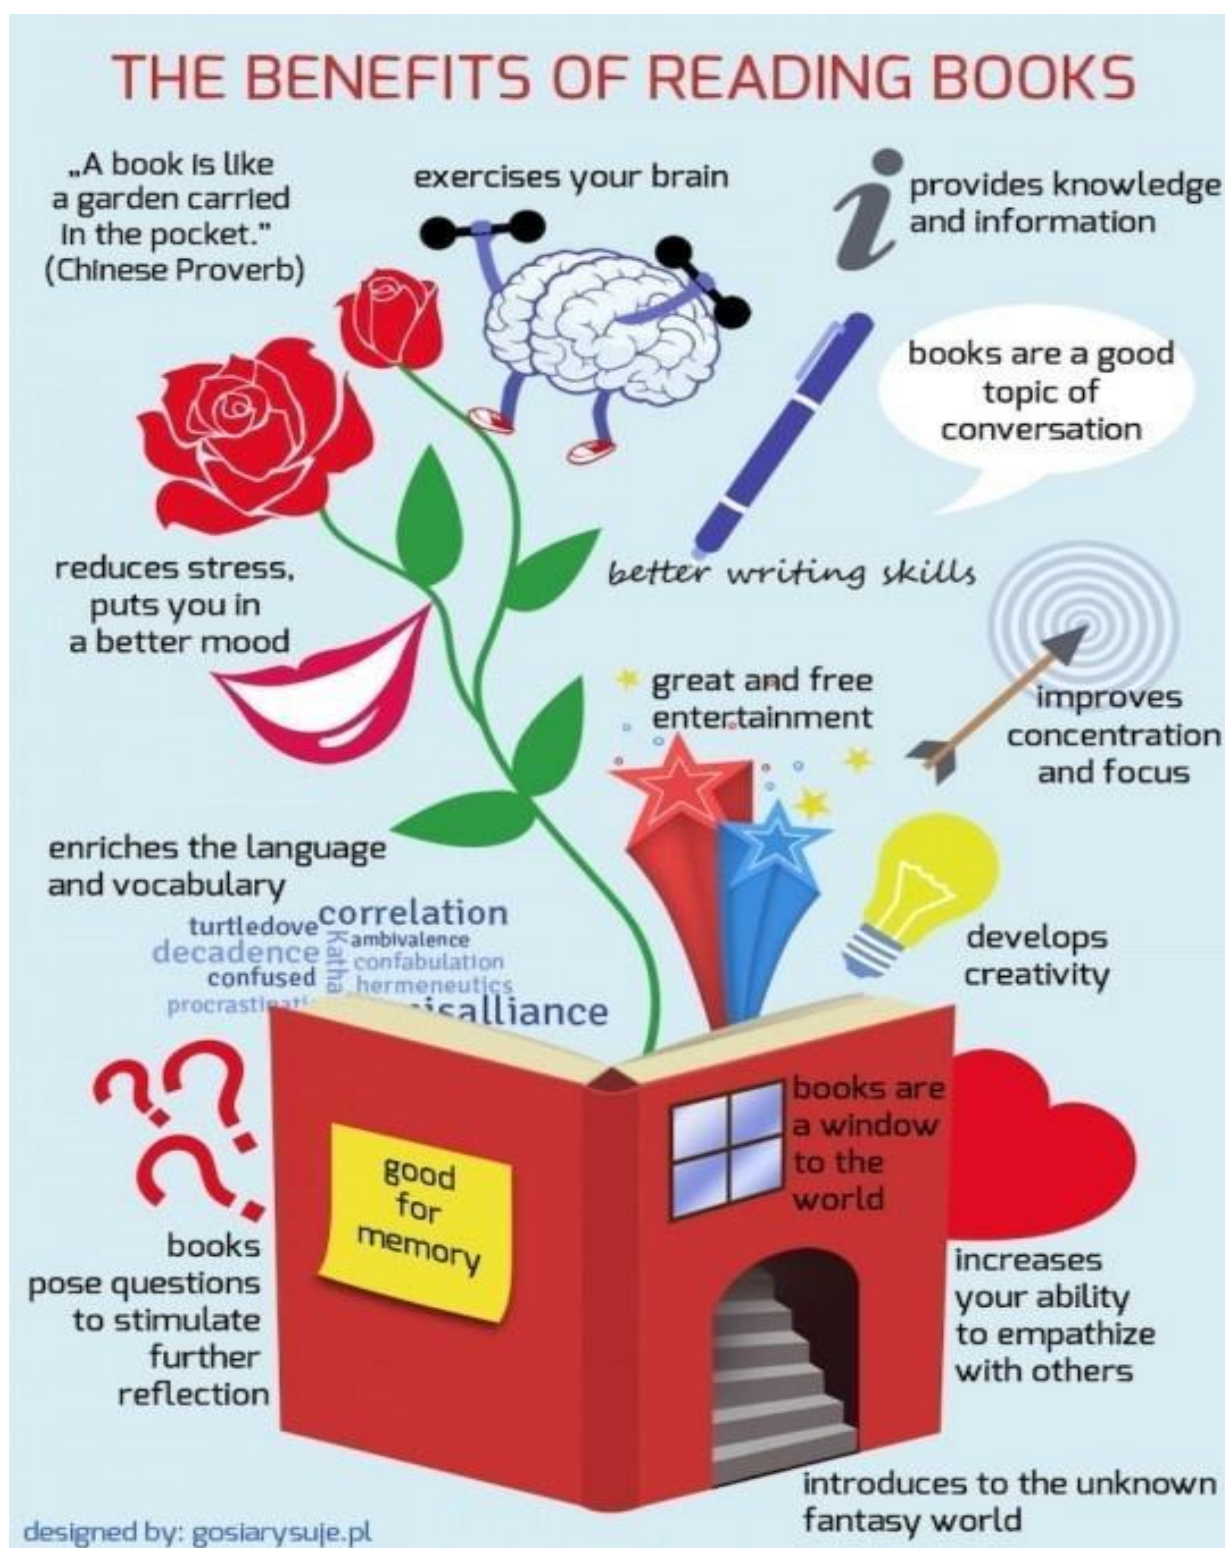 THE BENEFITS OF READING BOOKS
„A book is like
a garden carried
in the pocket.”
(Chinese Proverb)
exercises your brain
provides knowledge
and information
books are a good
topic of
conversation
better writing skills
reduces stress,
puts you in
a better mood
great and free
entertainment
improves
concentration
and focus
enriches the language
and vocabulary
correlation
turtledove
ambivalence
decadence
Katha
confabulation
confused
hermeneutics
develops
creativity
books are
a window
to the
world
good
for
memory
books
pose questions
to stimulate
further
reflection
increases
your ability
to empathize
with others
introduces to the unknown
fantasy world
designed by: gosiarysuje.pl